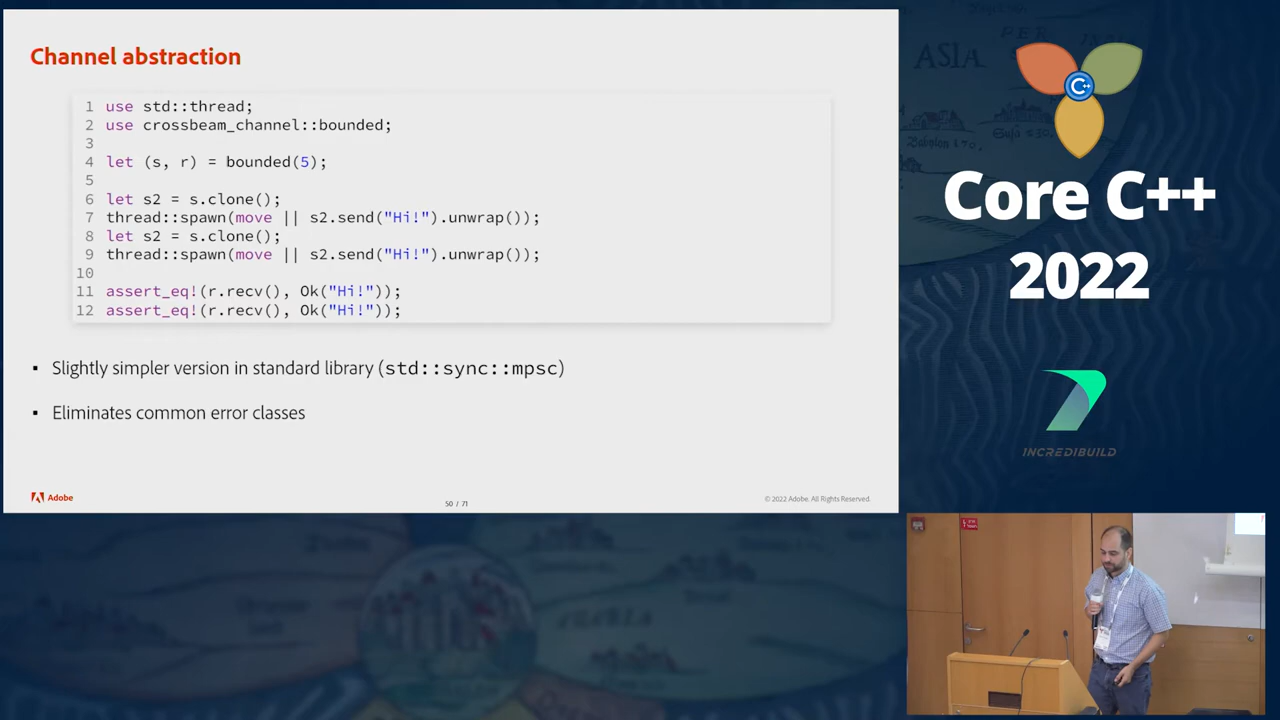 Channel abstraction
1 use std::thread;
2 use crossbeam_channel::bounded;
3
4 let (s, r) = bounded(5);
5
6 let s2 = s.clone();
7 thread::spawn(move || s2.send("Hi!").unwrap());
8 let s2 = s.clone();
9 thread::spawn(move || s2.send("Hi!").unwrap());
10
11 assert_eq!(r.recv(), Ok("Hi!"));
12 assert_eq!(r.recv(), Ok("Hi!"));
▪ Slightly simpler version in standard library (std::sync::mpsc)
▪ Eliminates common error classes
Adobe
50 / 71
© 2022 Adobe. All Rights Reserved.
ASIA
C++
Core C++
2022
INCREDIBUILD